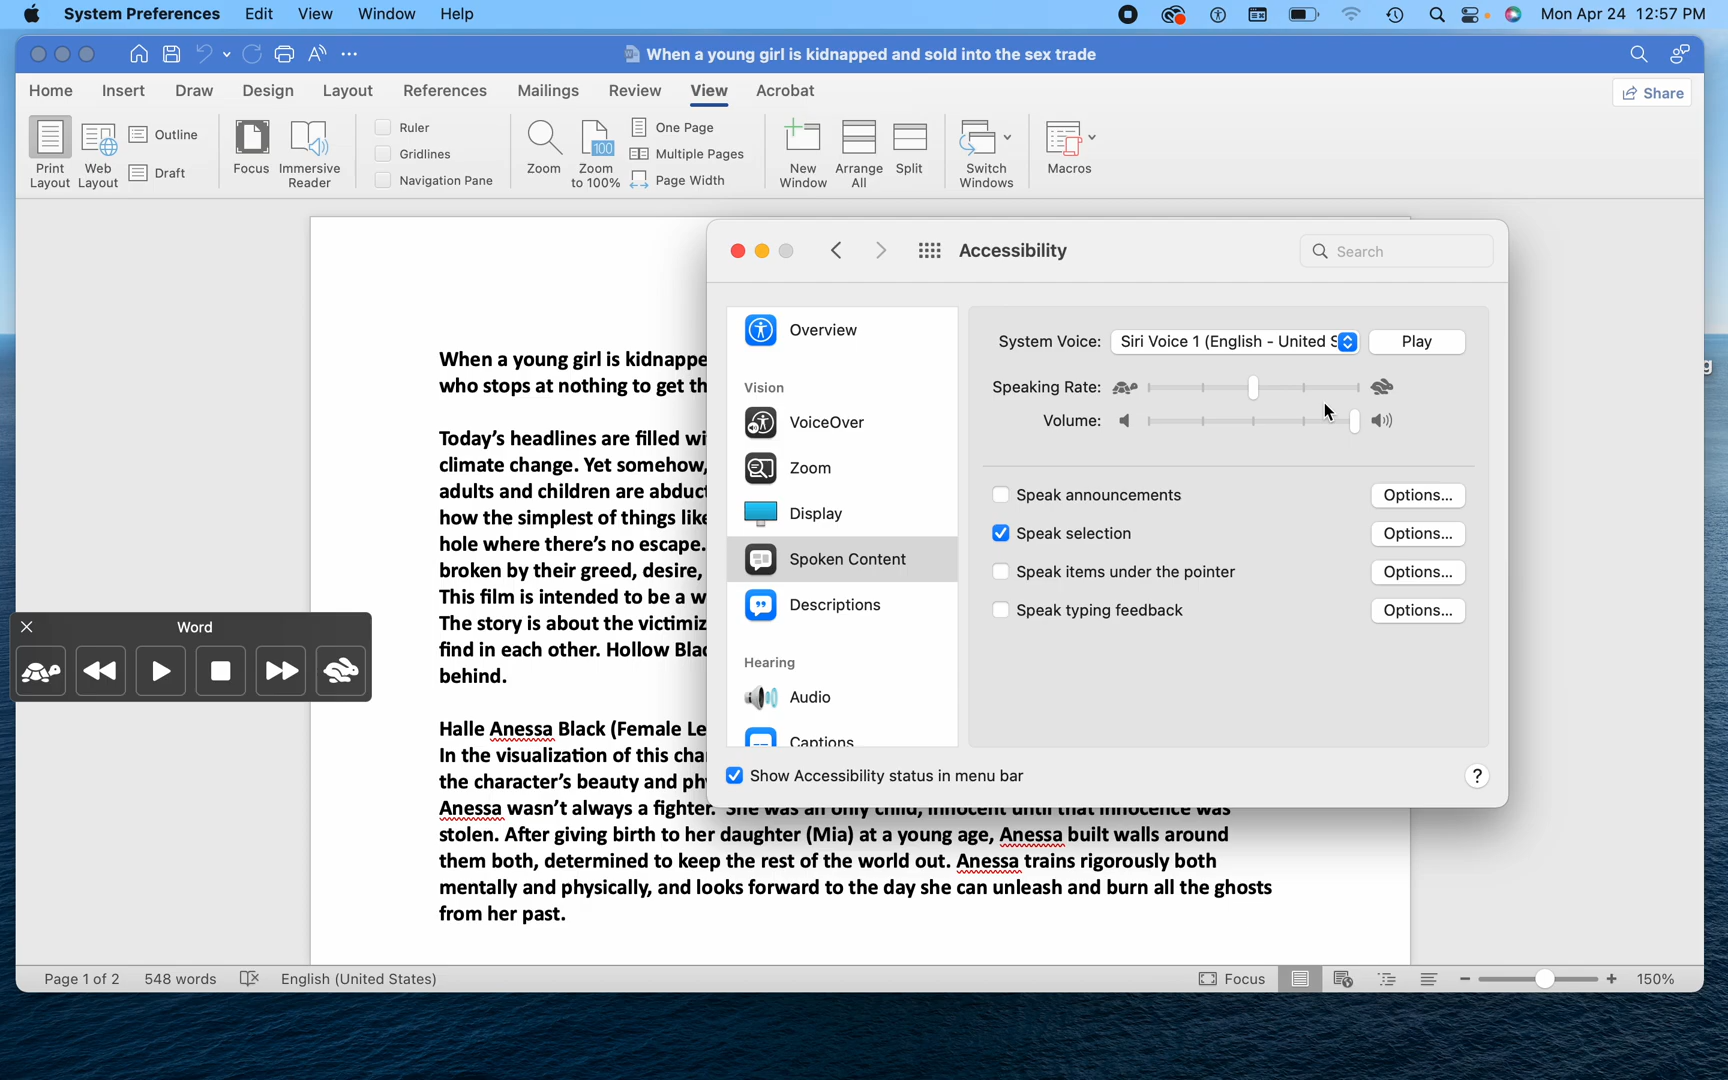 System Preferences Edit View Window Help
Mon Apr 24 12:57 PM
When a young girl is kidnapped and sold into the sex trade
Home Insert Draw Design Layout References Mailings Review View Acrobat
Share
Print Layout
Web Layout
Outline
Draft
Focus
Immersive Reader
Ruler
Gridlines
Navigation Pane
Zoom
100
Zoom to 100%
One Page
Multiple Pages
Page Width
New Window
Arrange All
Split
Switch Windows
Macros
When a young girl is
who stops at nothing to get
Today's headlines are filled
climate change. Yet somehow,
adults and children are
how the simplest of things
hole where there's no escape.
broken by their greed, desire,
This film is intended to be a
The story is about the
find in each other. Hollow
behind.
Halle Anessa Black (Female
In the visualization of this
the character's beauty and
Anessa wasn't always a fighter. She was an only child, innocent until that innocence was
stolen. After giving birth to her daughter (Mia) at a young age, Anessa built walls around
them both, determined to keep the rest of the world out. Anessa trains rigorously both
mentally and physically, and looks forward to the day she can unleash and burn all the ghosts
from her past.
Word
Accessibility
Search
Overview
Vision
VoiceOver
Zoom
Display
Spoken Content
Descriptions
Hearing
Audio
Captions
System Voice: Siri Voice 1 (English - United S Play
Speaking Rate:
Volume:
Speak announcements Options...
Speak selection Options...
Speak items under the pointer Options...
Speak typing feedback Options...
Show Accessibility status in menu bar
?
Page 1 of 2 548 words English (United States)
Focus
150%